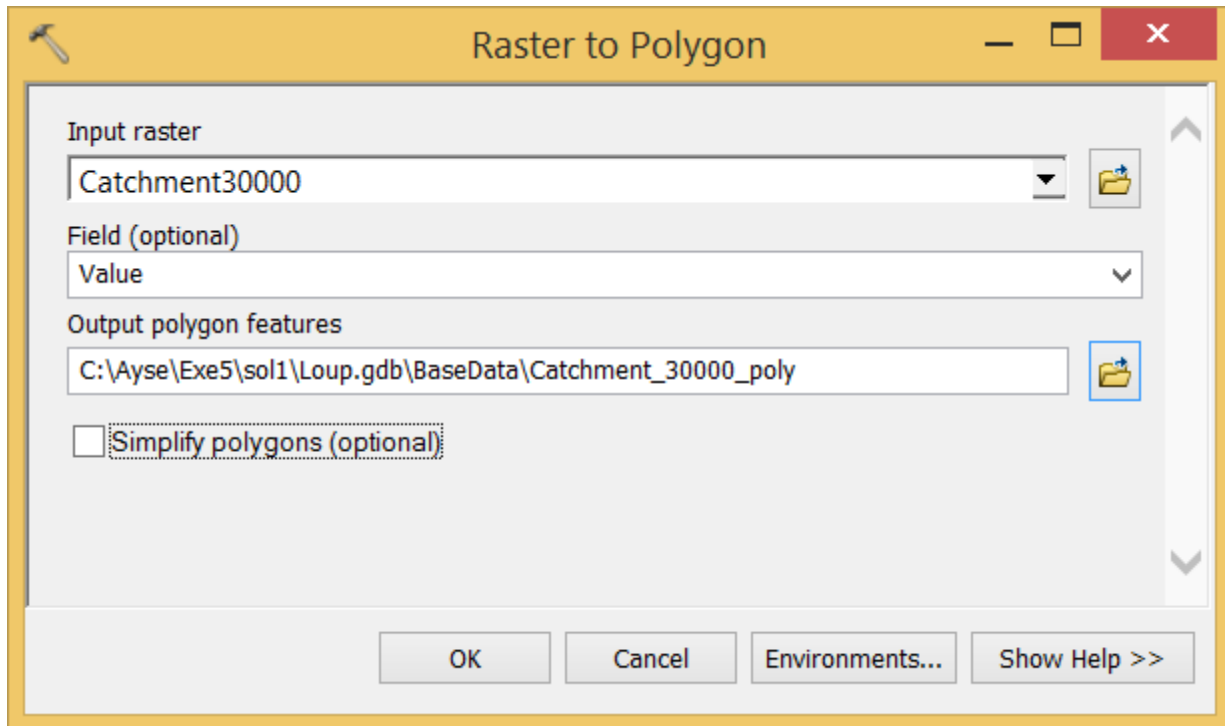 Raster to Polygon
Input raster
Catchment30000
Field (optional)
Value
Output polygon features
C:\Ayse\Exe5\sol1\Loup.gdb\BaseData\Catchment_30000_poly
Simplify polygons (optional)
OK Cancel Environments... Show Help >>